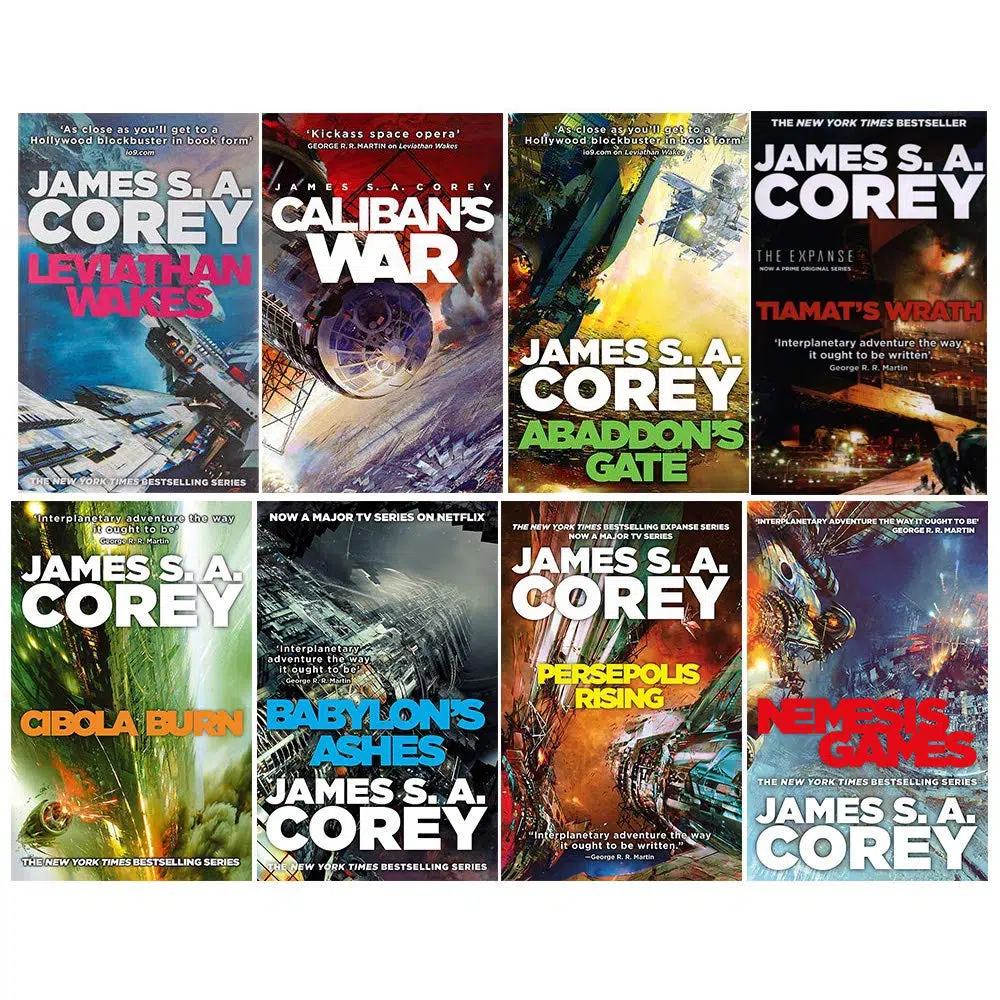 'As close as you'll get to a
Hollywood blockbuster in book form'
io9.com
JAMES S. A.
COREY
LEVIATHAN
WAKES
THE NEW YORK TIMES BESTSELLING SERIES
'Kickass space opera'
GEORGE R. R. MARTIN on Leviathan Wakes
JAMES S. A. COREY
CALIBAN'S
WAR
'As close as you'll get to a
Hollywood blockbuster in book form'
io9.com on Leviathan Wakes
JAMES S. A.
COREY
ABADDON'S
GATE
THE NEW YORK TIMES BESTSELLER
JAMES S. A.
COREY
THE EXPANSE
NOW A PRIME ORIGINAL SERIES
TIAMAT'S WRATH
'Interplanetary adventure the way
it ought to be written'.
George R. R. Martin
'Interplanetary adventure the way
it ought to be'
George R. R. Martin
JAMES S. A.
COREY
CIBOLA BURN
THE NEW YORK TIMES BESTSELLING SERIES
NOW A MAJOR TV SERIES ON NETFLIX
'Interplanetary
adventure the way
it ought to be'
George R. R. Martin
BABYLON'S
ASHES
JAMES S. A.
COREY
THE NEW YORK TIMES BESTSELLING SERIES
THE NEW YORK TIMES BESTSELLING EXPANSE SERIES
NOW A MAJOR TV SERIES
JAMES S. A.
COREY
PERSEPOLIS
RISING
"Interplanetary adventure the way
it ought to be written."
—George R. R. Martin
'INTERPLANETARY ADVENTURE THE WAY IT OUGHT TO BE'
GEORGE R. R. MARTIN
NEMESIS
GAMES
THE NEW YORK TIMES BESTSELLING SERIES
JAMES S. A.
COREY